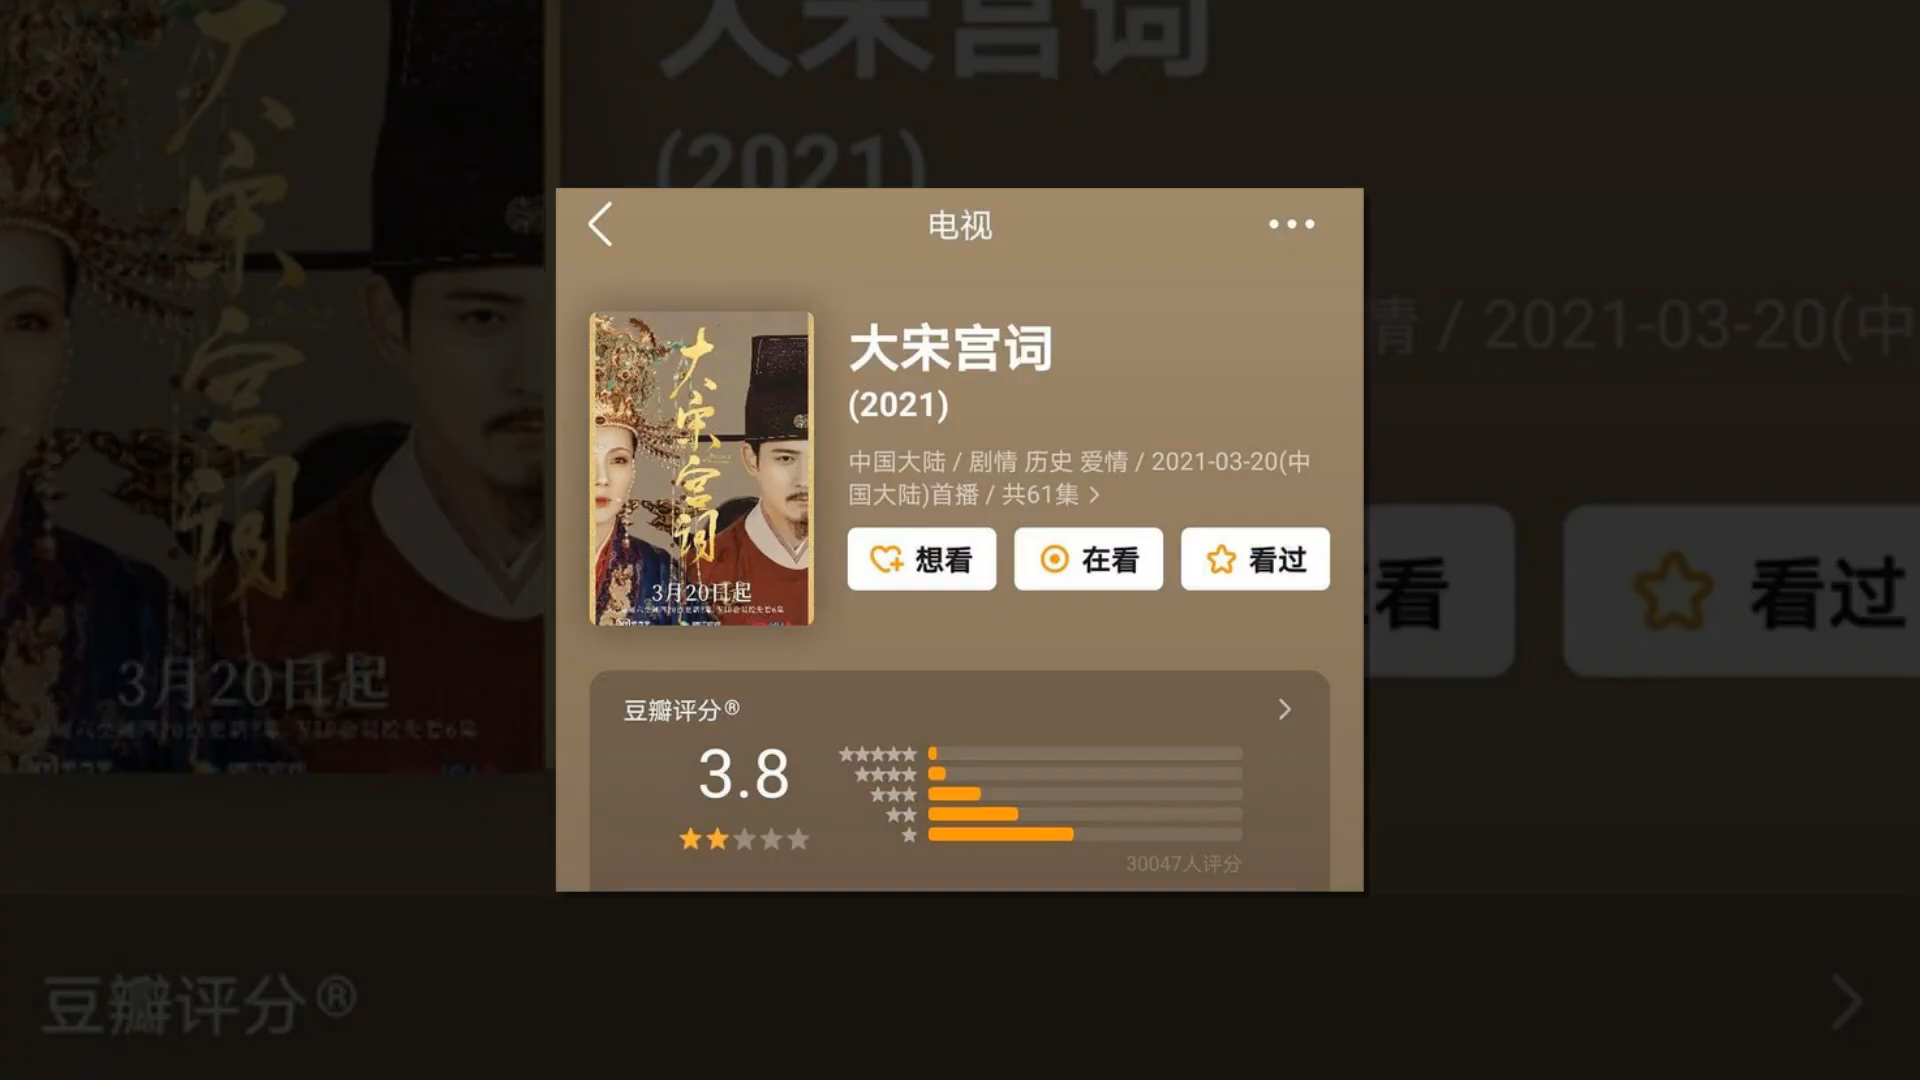 大宋宫词
(2021)
情 / 2021-03-20(中
看
看过
3月20日起
豆瓣评分®
电视
大宋宫词
3月20日起
大宋宫词
(2021)
中国大陆 / 剧情 历史 爱情 / 2021-03-20(中
国大陆)首播 / 共61集 >
想看
在看
看过
豆瓣评分®
3.8
30047人评分